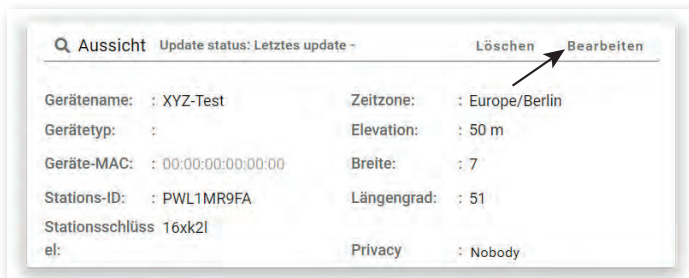 Aussicht Update status: Letztes update - Löschen Bearbeiten
Gerätename: : XYZ-Test Zeitzone: : Europe/Berlin
Gerätetyp: : Elevation: : 50 m
Geräte-MAC: : 00:00:00:00:00:00 Breite: : 7
Stations-ID: : PWL1MR9FA Längengrad: : 51
Stationsschlüss 16xk2l
el: Privacy : Nobody